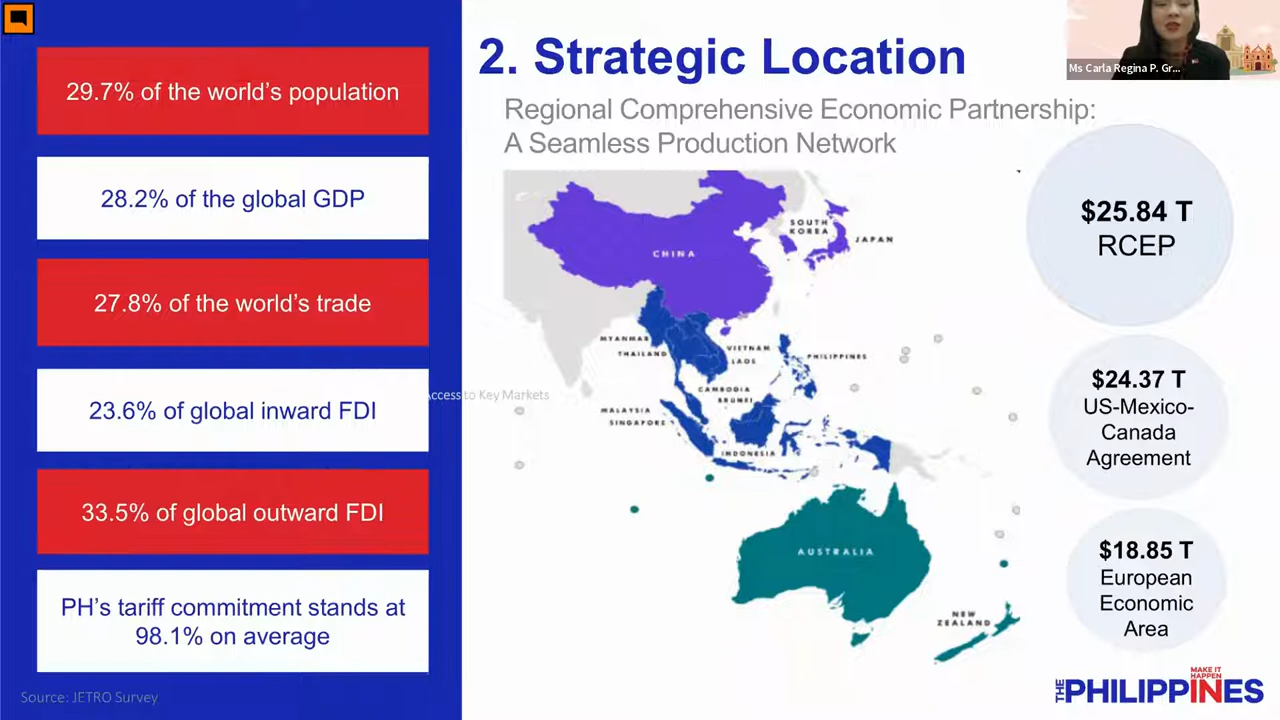 29.7% of the world's population
28.2% of the global GDP
27.8% of the world's trade
23.6% of global inward FDI
33.5% of global outward FDI
PH's tariff commitment stands at
98.1% on average
Source: JETRO Survey
2. Strategic Location
Regional Comprehensive Economic Partnership:
A Seamless Production Network
Access to Key Markets
CHINA
SOUTH
KOREA
JAPAN
MYANMAR
THAILAND
VIETNAM
LAOS
PHILIPPINES
CAMBODIA
BRUNEI
MALAYSIA
SINGAPORE
INDONESIA
AUSTRALIA
NEW
ZEALAND
Ms Carla Regina P. Gr...
$25.84 T
RCEP
$24.37 T
US-Mexico-
Canada
Agreement
$18.85 T
European
Economic
Area
MAKE IT
HAPPEN
THE PHILIPPINES